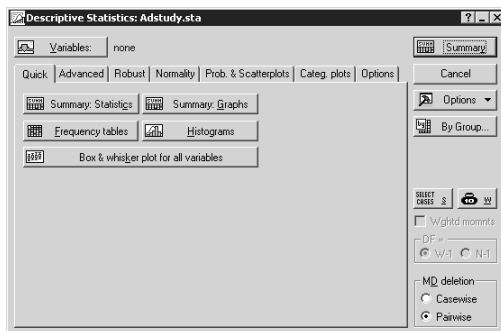 Descriptive Statistics: Adstudy.sta
Variables: none
Summary
Quick Advanced Robust Normality Prob. & Scatterplots Categ. plots Options
Cancel
Summary: Statistics Summary: Graphs
Options
Frequency tables Histograms
By Group...
Box & whisker plot for all variables
SELECT CASES S W
Wghtd momnts
DF =
W-1 N-1
MD deletion
Casewise
Pairwise